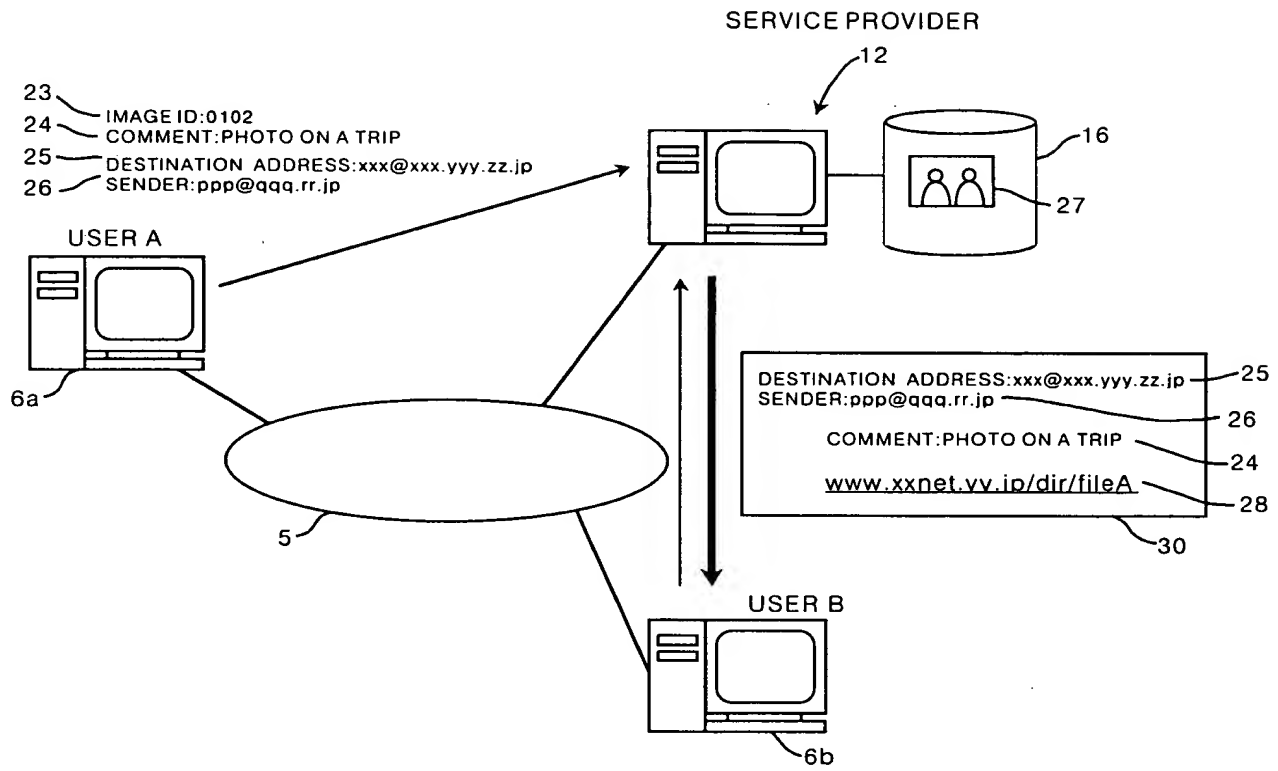 SERVICE PROVIDER
12
23
IMAGE ID:0102
24
COMMENT:PHOTO ON A TRIP
25
DESTINATION ADDRESS:xxx@xxx.yyy.zz.jp
26
SENDER:ppp@qqq.rr.jp
16
27
USER A
6a
DESTINATION ADDRESS:xxx@xxx.yyy.zz.jp
25
SENDER:ppp@qqq.rr.jp
26
COMMENT:PHOTO ON A TRIP
24
www.xxnet.yy.jp/dir/fileA
28
30
5
USER B
6b